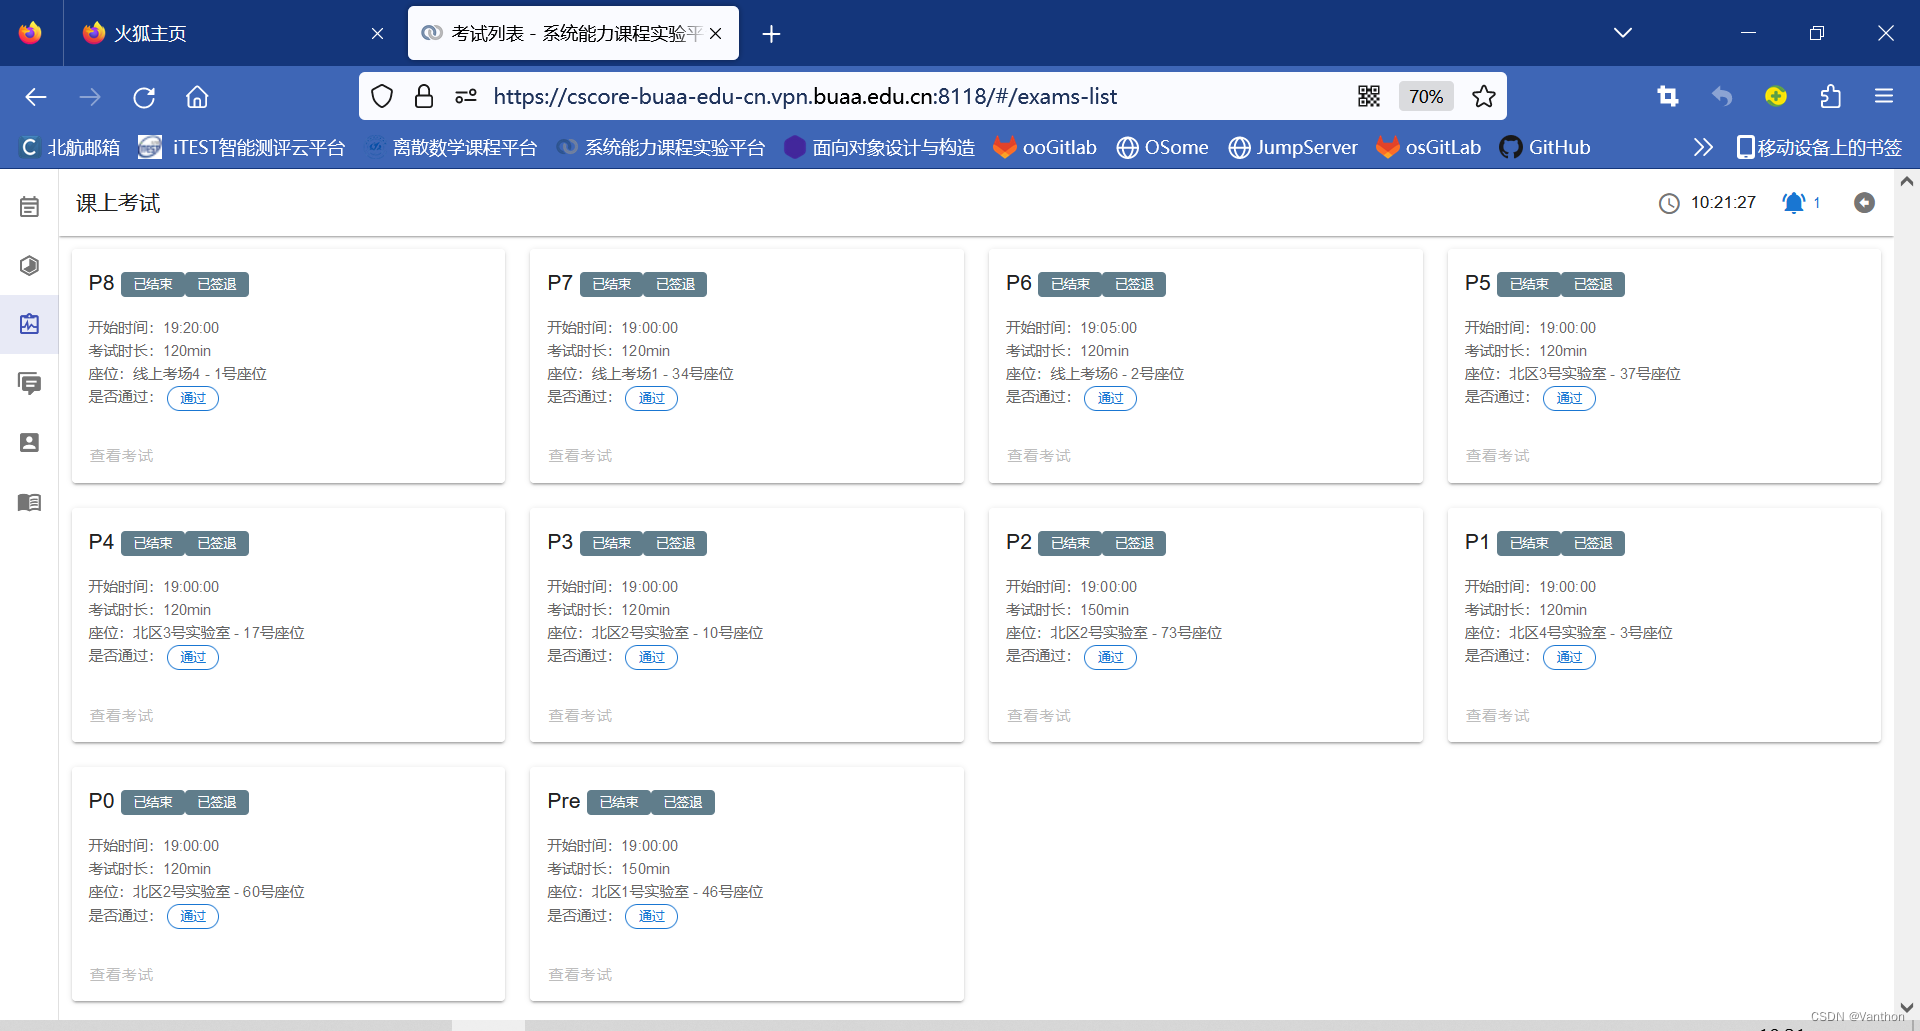 火狐主页
考试列表 - 系统能力课程实验平
https://cscore-buaa-edu-cn.vpn.buaa.edu.cn:8118/#/exams-list
70%
北航邮箱 iTEST智能测评云平台 离散数学课程平台 系统能力课程实验平台 面向对象设计与构造 ooGitlab OSome JumpServer osGitLab GitHub 移动设备上的书签
课上考试
10:21:27
1
P8 已结束 已签退
开始时间：19:20:00
考试时长：120min
座位：线上考场4 - 1号座位
是否通过： 通过
查看考试
P7 已结束 已签退
开始时间：19:00:00
考试时长：120min
座位：线上考场1 - 34号座位
是否通过： 通过
查看考试
P6 已结束 已签退
开始时间：19:05:00
考试时长：120min
座位：线上考场6 - 2号座位
是否通过： 通过
查看考试
P5 已结束 已签退
开始时间：19:00:00
考试时长：120min
座位：北区3号实验室 - 37号座位
是否通过： 通过
查看考试
P4 已结束 已签退
开始时间：19:00:00
考试时长：120min
座位：北区3号实验室 - 17号座位
是否通过： 通过
查看考试
P3 已结束 已签退
开始时间：19:00:00
考试时长：120min
座位：北区2号实验室 - 10号座位
是否通过： 通过
查看考试
P2 已结束 已签退
开始时间：19:00:00
考试时长：150min
座位：北区2号实验室 - 73号座位
是否通过： 通过
查看考试
P1 已结束 已签退
开始时间：19:00:00
考试时长：120min
座位：北区4号实验室 - 3号座位
是否通过： 通过
查看考试
P0 已结束 已签退
开始时间：19:00:00
考试时长：120min
座位：北区2号实验室 - 60号座位
是否通过： 通过
查看考试
Pre 已结束 已签退
开始时间：19:00:00
考试时长：150min
座位：北区1号实验室 - 46号座位
是否通过： 通过
查看考试
CSDN @Vanthon